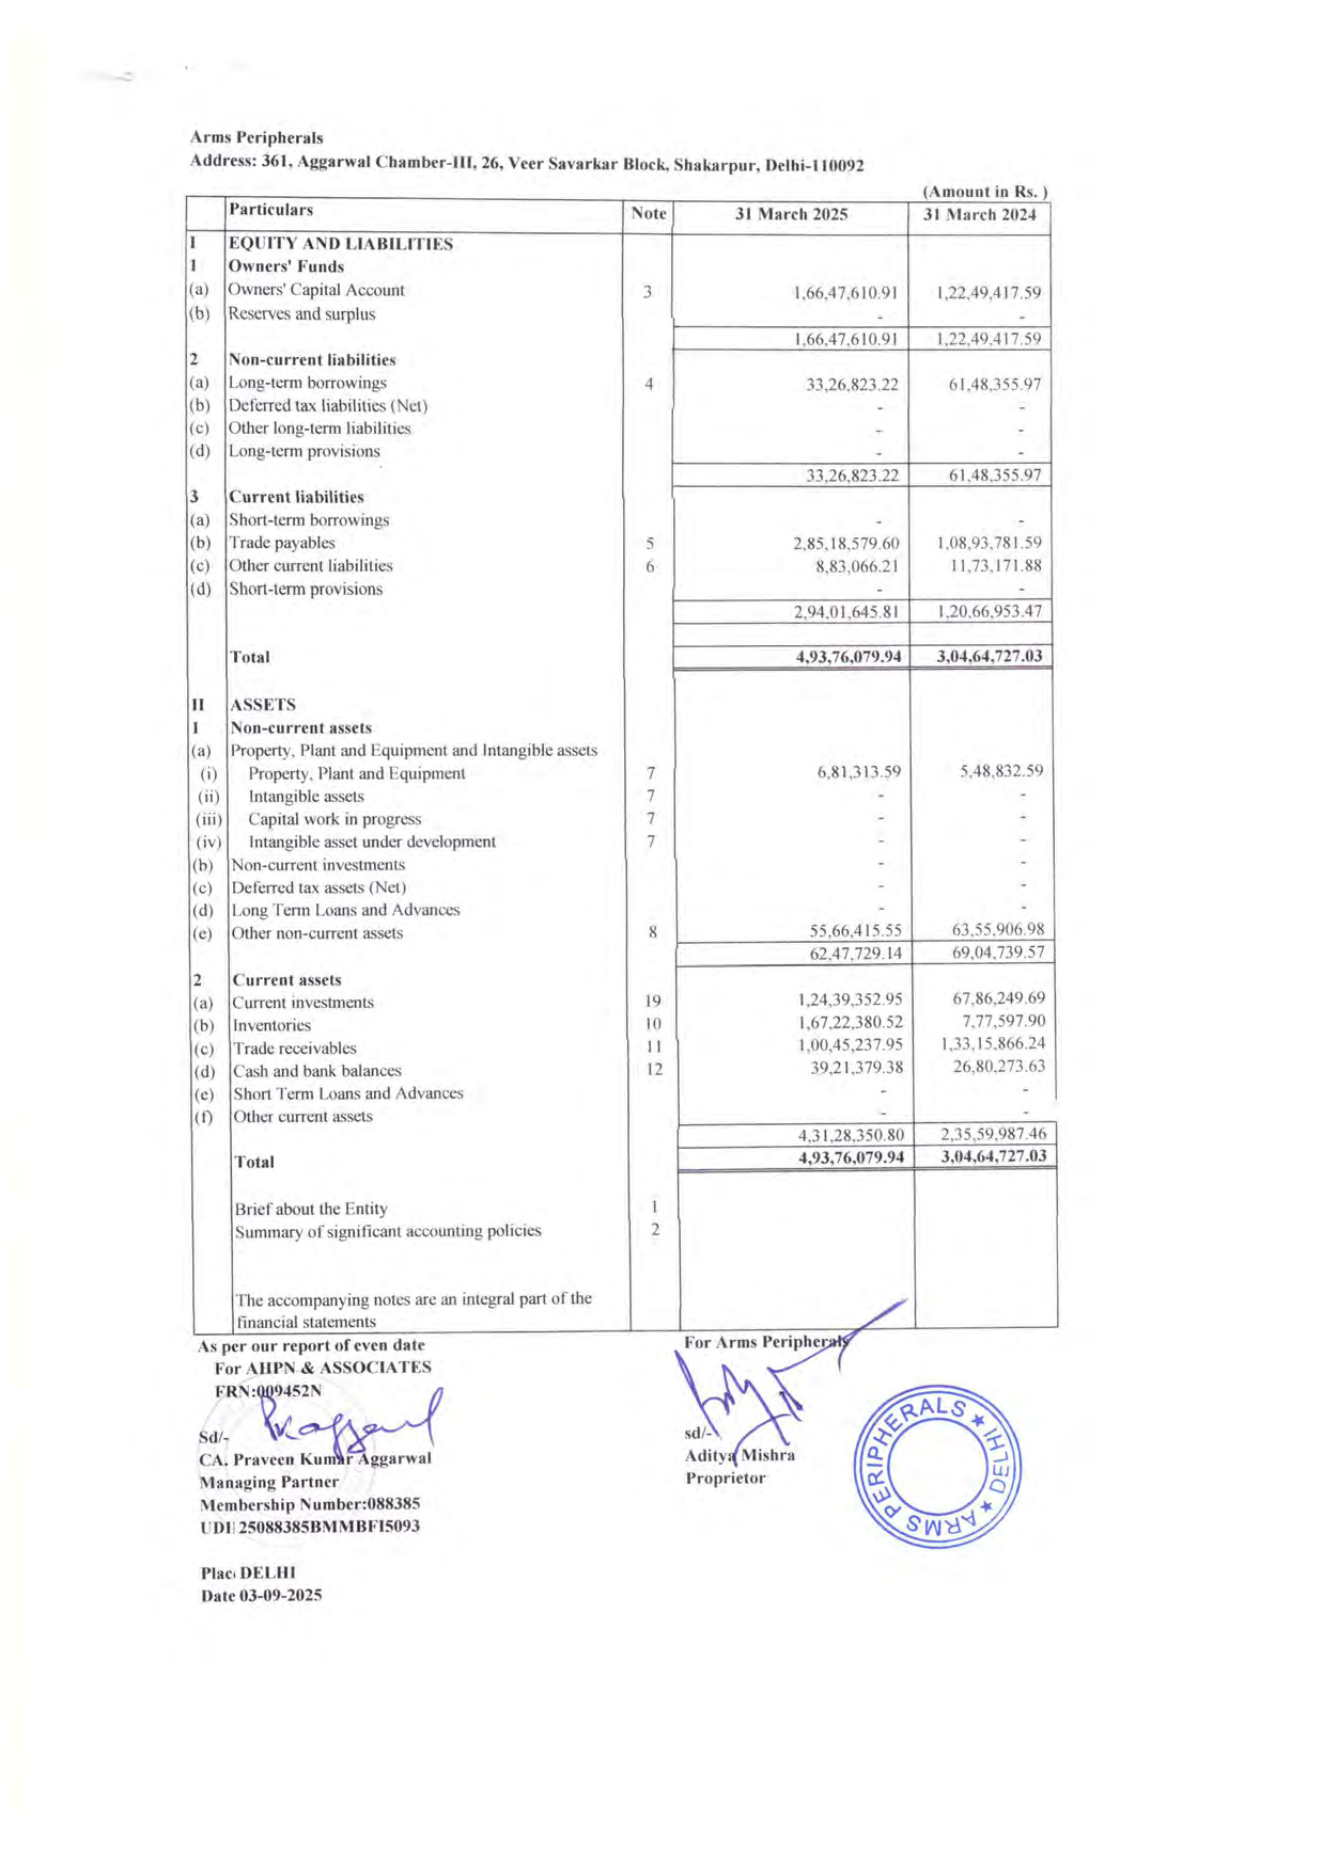 Arms Peripherals
Address: 361, Aggarwal Chamber-III, 26, Veer Savarkar Block, Shakarpur, Delhi-110092
(Amount in Rs. )
Particulars Note 31 March 2025 31 March 2024
I EQUITY AND LIABILITIES
1 Owners' Funds
(a) Owners' Capital Account 3 1,66,47,610.91 1,22,49,417.59
(b) Reserves and surplus - -
1,66,47,610.91 1,22,49,417.59
2 Non-current liabilities
(a) Long-term borrowings 4 33,26,823.22 61,48,355.97
(b) Deferred tax liabilities (Net) - -
(c) Other long-term liabilities - -
(d) Long-term provisions - -
33,26,823.22 61,48,355.97
3 Current liabilities
(a) Short-term borrowings - -
(b) Trade payables 5 2,85,18,579.60 1,08,93,781.59
(c) Other current liabilities 6 8,83,066.21 11,73,171.88
(d) Short-term provisions - -
2,94,01,645.81 1,20,66,953.47
Total 4,93,76,079.94 3,04,64,727.03
II ASSETS
1 Non-current assets
(a) Property, Plant and Equipment and Intangible assets
(i) Property, Plant and Equipment 7 6,81,313.59 5,48,832.59
(ii) Intangible assets 7 - -
(iii) Capital work in progress 7 - -
(iv) Intangible asset under development 7 - -
(b) Non-current investments - -
(c) Deferred tax assets (Net) - -
(d) Long Term Loans and Advances - -
(e) Other non-current assets 8 55,66,415.55 63,55,906.98
62,47,729.14 69,04,739.57
2 Current assets
(a) Current investments 19 1,24,39,352.95 67,86,249.69
(b) Inventories 10 1,67,22,380.52 7,77,597.90
(c) Trade receivables 11 1,00,45,237.95 1,33,15,866.24
(d) Cash and bank balances 12 39,21,379.38 26,80,273.63
(e) Short Term Loans and Advances - -
(f) Other current assets - -
4,31,28,350.80 2,35,59,987.46
Total 4,93,76,079.94 3,04,64,727.03
Brief about the Entity 1
Summary of significant accounting policies 2
The accompanying notes are an integral part of the
financial statements
As per our report of even date For Arms Peripherals
For AHPN & ASSOCIATES
FRN:009452N
Sd/- sd/-
CA. Praveen Kumar Aggarwal Aditya Mishra
Managing Partner Proprietor
Membership Number:088385
UDI 25088385BMMBFI5093
ARMS PERIPHERALS ★ DELHI ★
Plac DELHI
Date 03-09-2025